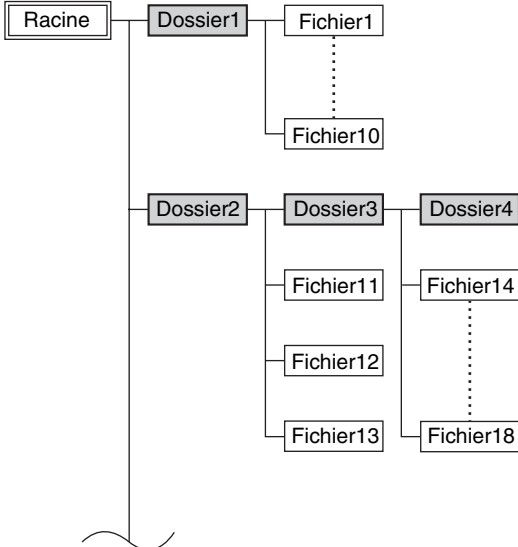 Racine
Dossier1
Fichier1
Fichier10
Dossier2
Dossier3
Dossier4
Fichier11
Fichier14
Fichier12
Fichier13
Fichier18